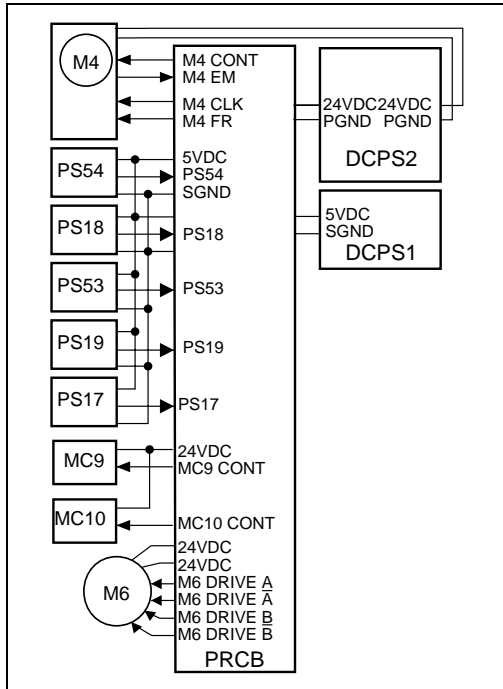 M4
M4 CONT
M4 EM
M4 CLK
M4 FR
24VDC 24VDC
PGND PGND
DCPS2
PS54
5VDC
PS54
SGND
PS18
PS18
5VDC
SGND
DCPS1
PS53
PS53
PS19
PS19
PS17
PS17
MC9
24VDC
MC9 CONT
MC10
MC10 CONT
24VDC
24VDC
M6
M6 DRIVE A
M6 DRIVE A̅
M6 DRIVE B
M6 DRIVE B̅
PRCB